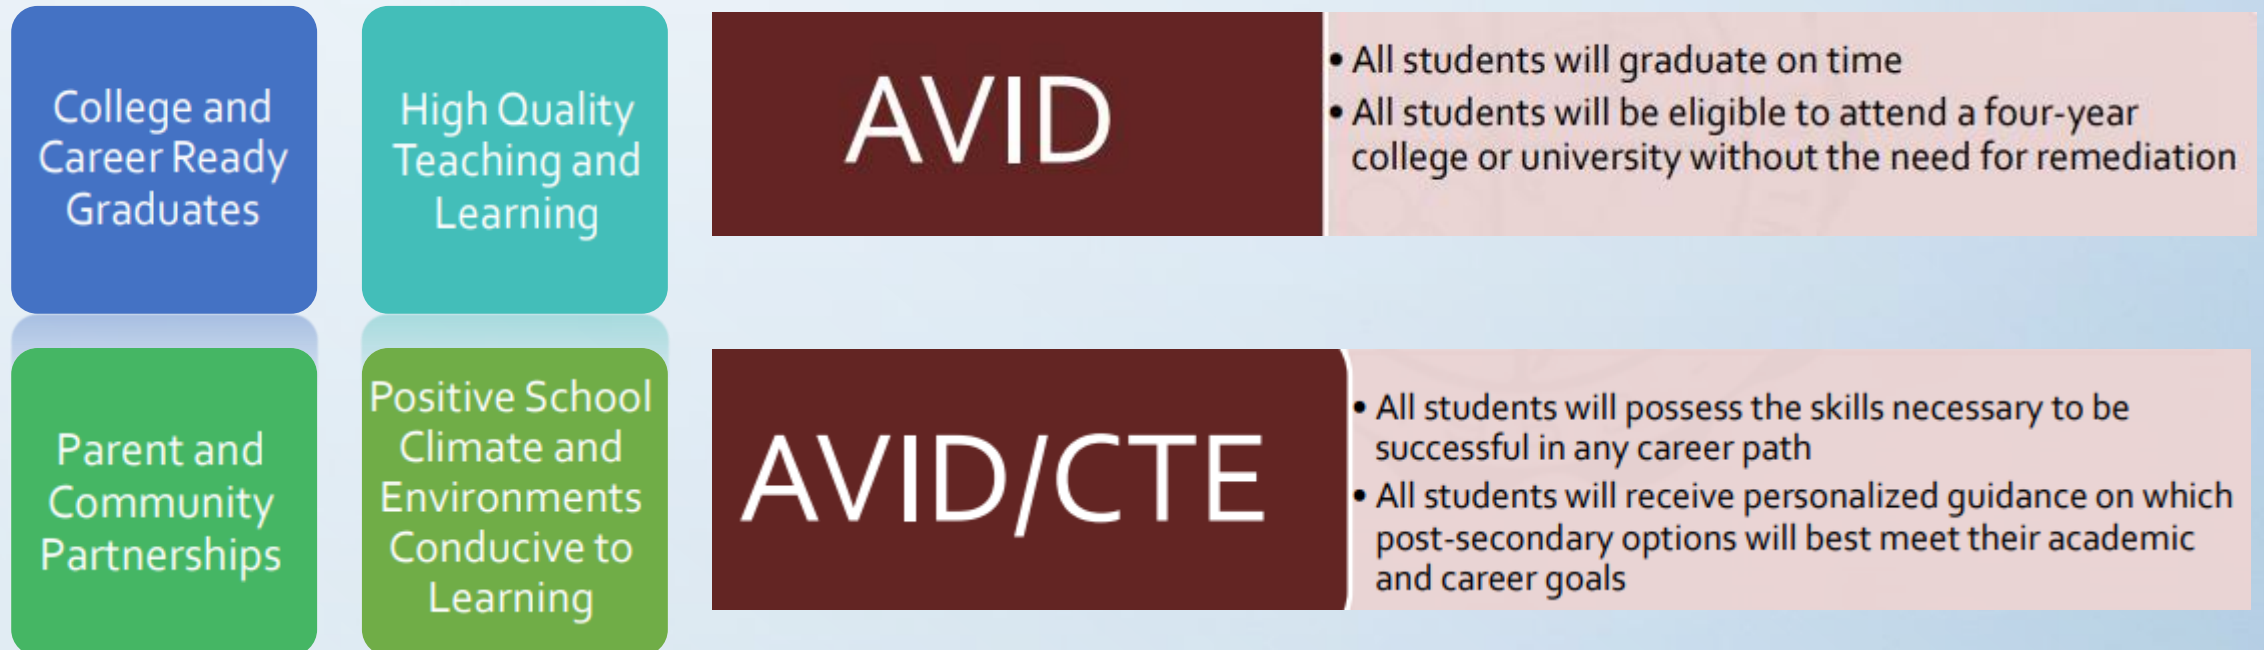 College and
Career Ready
Graduates
High Quality
Teaching and
Learning
AVID
• All students will graduate on time
• All students will be eligible to attend a four-year
college or university without the need for remediation
Parent and
Community
Partnerships
Positive School
Climate and
Environments
Conducive to
Learning
AVID/CTE
• All students will possess the skills necessary to be
successful in any career path
• All students will receive personalized guidance on which
post-secondary options will best meet their academic
and career goals